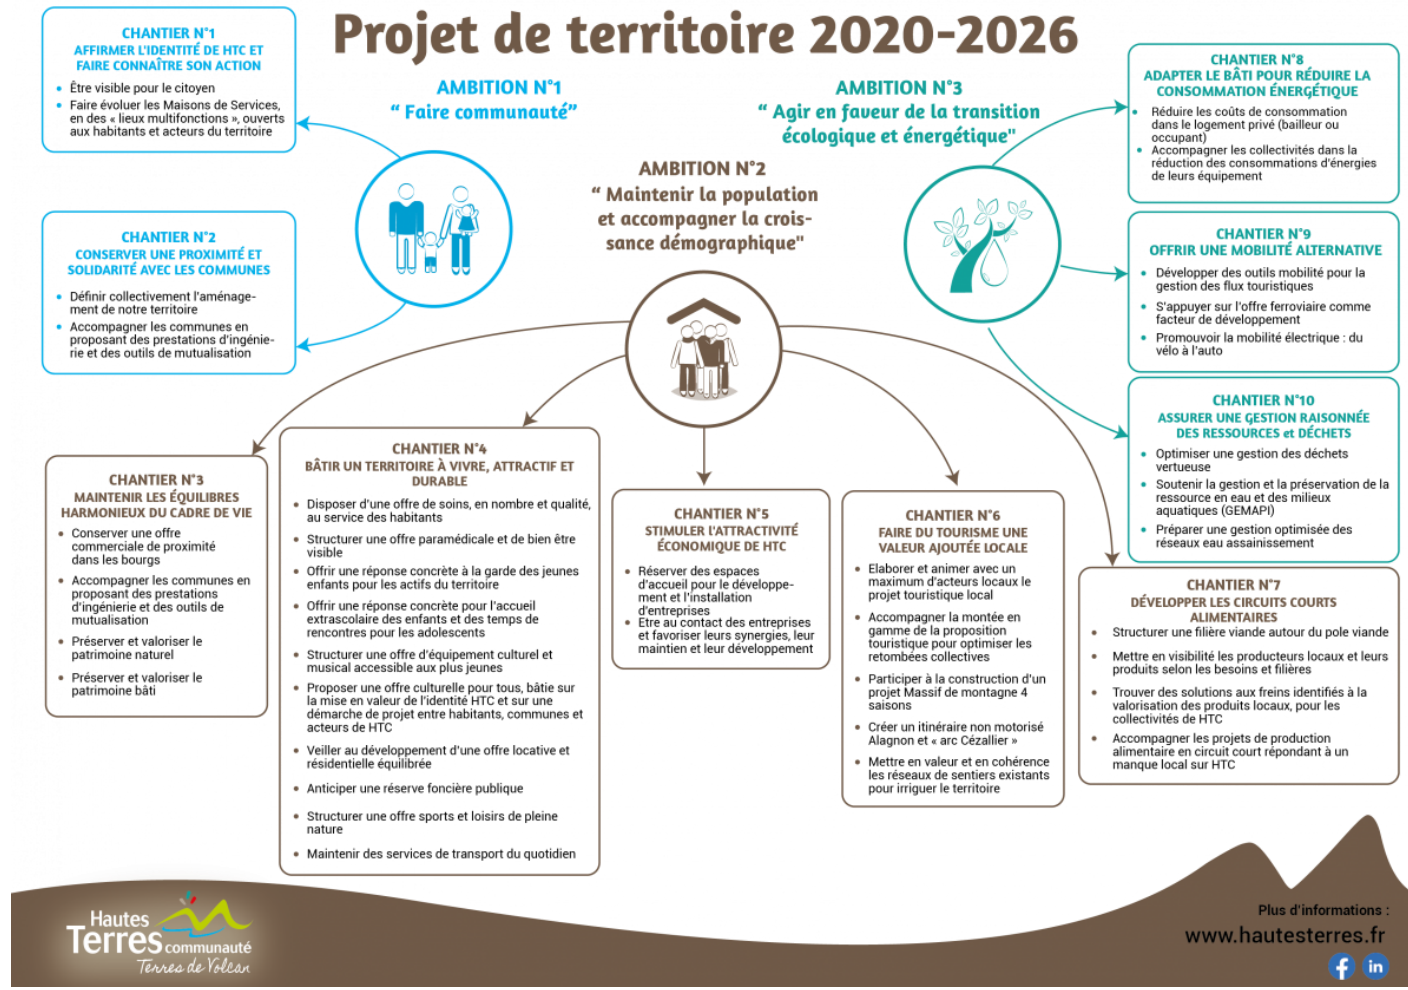 Projet de territoire 2020-2026
CHANTIER N°1
AFFIRMER L'IDENTITÉ DE HTC ET
FAIRE CONNAÎTRE SON ACTION
• Être visible pour le citoyen
• Faire évoluer les Maisons de Services,
en des « lieux multifonctions », ouverts
aux habitants et acteurs du territoire
AMBITION N°1
“ Faire communauté”
CHANTIER N°2
CONSERVER UNE PROXIMITÉ ET
SOLIDARITÉ AVEC LES COMMUNES
• Définir collectivement l'aménage-
ment de notre territoire
• Accompagner les communes en
proposant des prestations d'ingénie-
rie et des outils de mutualisation
AMBITION N°2
“ Maintenir la population
et accompagner la crois-
sance démographique"
AMBITION N°3
“ Agir en faveur de la transition
écologique et énergétique"
CHANTIER N°8
ADAPTER LE BÂTI POUR RÉDUIRE LA
CONSOMMATION ÉNERGÉTIQUE
• Réduire les coûts de consommation
dans le logement privé (bailleur ou
occupant)
• Accompagner les collectivités dans la
réduction des consommations d'énergies
de leurs équipement
CHANTIER N°9
OFFRIR UNE MOBILITÉ ALTERNATIVE
• Développer des outils mobilité pour la
gestion des flux touristiques
• S'appuyer sur l'offre ferroviaire comme
facteur de développement
• Promouvoir la mobilité électrique : du
vélo à l'auto
CHANTIER N°10
ASSURER UNE GESTION RAISONNÉE
DES RESSOURCES et DÉCHETS
• Optimiser une gestion des déchets
vertueuse
• Soutenir la gestion et la préservation de la
ressource en eau et des milieux
aquatiques (GEMAPI)
• Préparer une gestion optimisée des
réseaux eau assainissement
CHANTIER N°3
MAINTENIR LES ÉQUILIBRES
HARMONIEUX DU CADRE DE VIE
• Conserver une offre
commerciale de proximité
dans les bourgs
• Accompagner les communes en
proposant des prestations
d'ingénierie et des outils de
mutualisation
• Préserver et valoriser le
patrimoine naturel
• Préserver et valoriser le
patrimoine bâti
CHANTIER N°4
BÂTIR UN TERRITOIRE À VIVRE, ATTRACTIF ET
DURABLE
• Disposer d'une offre de soins, en nombre et qualité,
au service des habitants
• Structurer une offre paramédicale et de bien être
visible
• Offrir une réponse concrète à la garde des jeunes
enfants pour les actifs du territoire
• Offrir une réponse concrète pour l'accueil
extrascolaire des enfants et des temps de
rencontres pour les adolescents
• Structurer une offre d'équipement culturel et
musical accessible aux plus jeunes
• Proposer une offre culturelle pour tous, bâtie sur
la mise en valeur de l'identité HTC et sur une
démarche de projet entre habitants, communes et
acteurs de HTC
• Veiller au développement d'une offre locative et
résidentielle équilibrée
• Anticiper une réserve foncière publique
• Structurer une offre sports et loisirs de pleine
nature
• Maintenir des services de transport du quotidien
CHANTIER N°5
STIMULER L'ATTRACTIVITÉ
ÉCONOMIQUE DE HTC
• Réserver des espaces
d'accueil pour le développe-
ment et l'installation
d'entreprises
• Etre au contact des entreprises
et favoriser leurs synergies, leur
maintien et leur développement
CHANTIER N°6
FAIRE DU TOURISME UNE
VALEUR AJOUTÉE LOCALE
• Elaborer et animer avec un
maximum d'acteurs locaux le
projet touristique local
• Accompagner la montée en
gamme de la proposition
touristique pour optimiser les
retombées collectives
• Participer à la construction d'un
projet Massif de montagne 4
saisons
• Créer un itinéraire non motorisé
Alagnon et « arc Cézallier »
• Mettre en valeur et en cohérence
les réseaux de sentiers existants
pour irriguer le territoire
CHANTIER N°7
DÉVELOPPER LES CIRCUITS COURTS
ALIMENTAIRES
• Structurer une filière viande autour du pole viande
• Mettre en visibilité les producteurs locaux et leurs
produits selon les besoins et filières
• Trouver des solutions aux freins identifiés à la
valorisation des produits locaux, pour les
collectivités de HTC
• Accompagner les projets de production
alimentaire en circuit court répondant à un
manque local sur HTC
Hautes
Terres communauté
Terres de Volcan
Plus d'informations :
www.hautesterres.fr
f in